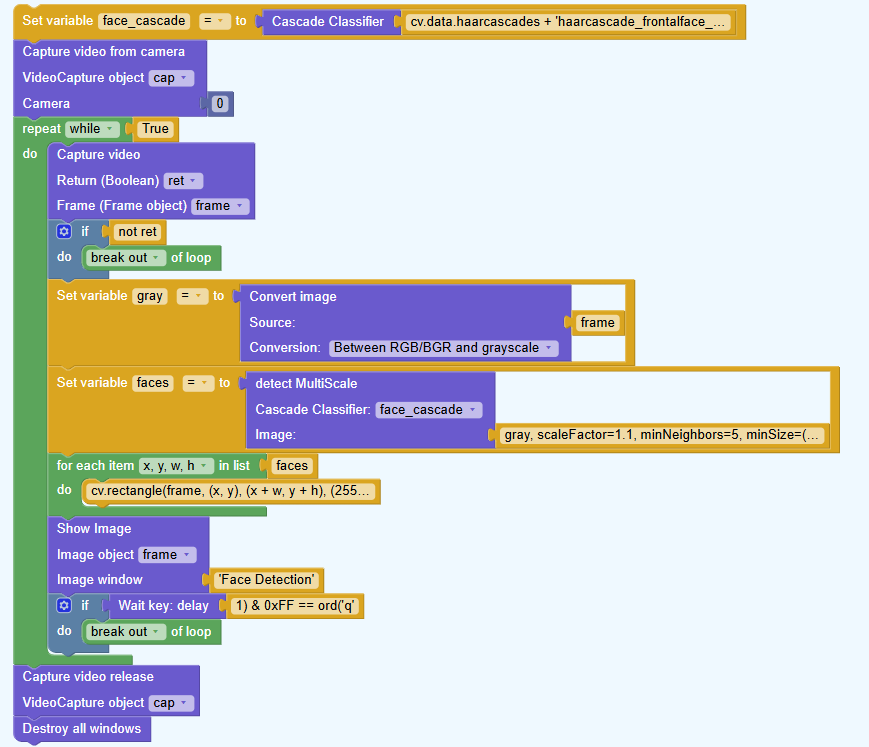 Set variable face_cascade = to Cascade Classifier cv.data.haarcascades + 'haarcascade_frontalface_...
Capture video from camera
VideoCapture object cap
Camera 0
repeat while True
do Capture video
Return (Boolean) ret
Frame (Frame object) frame
if not ret
do break out of loop
Set variable gray = to Convert image
Source: frame
Conversion: Between RGB/BGR and grayscale
Set variable faces = to detect MultiScale
Cascade Classifier: face_cascade
Image: gray, scaleFactor=1.1, minNeighbors=5, minSize=(...
for each item x, y, w, h in list faces
do cv.rectangle(frame, (x, y), (x + w, y + h), (255...
Show Image
Image object frame
Image window 'Face Detection'
if Wait key: delay 1) & 0xFF == ord('q'
do break out of loop
Capture video release
VideoCapture object cap
Destroy all windows